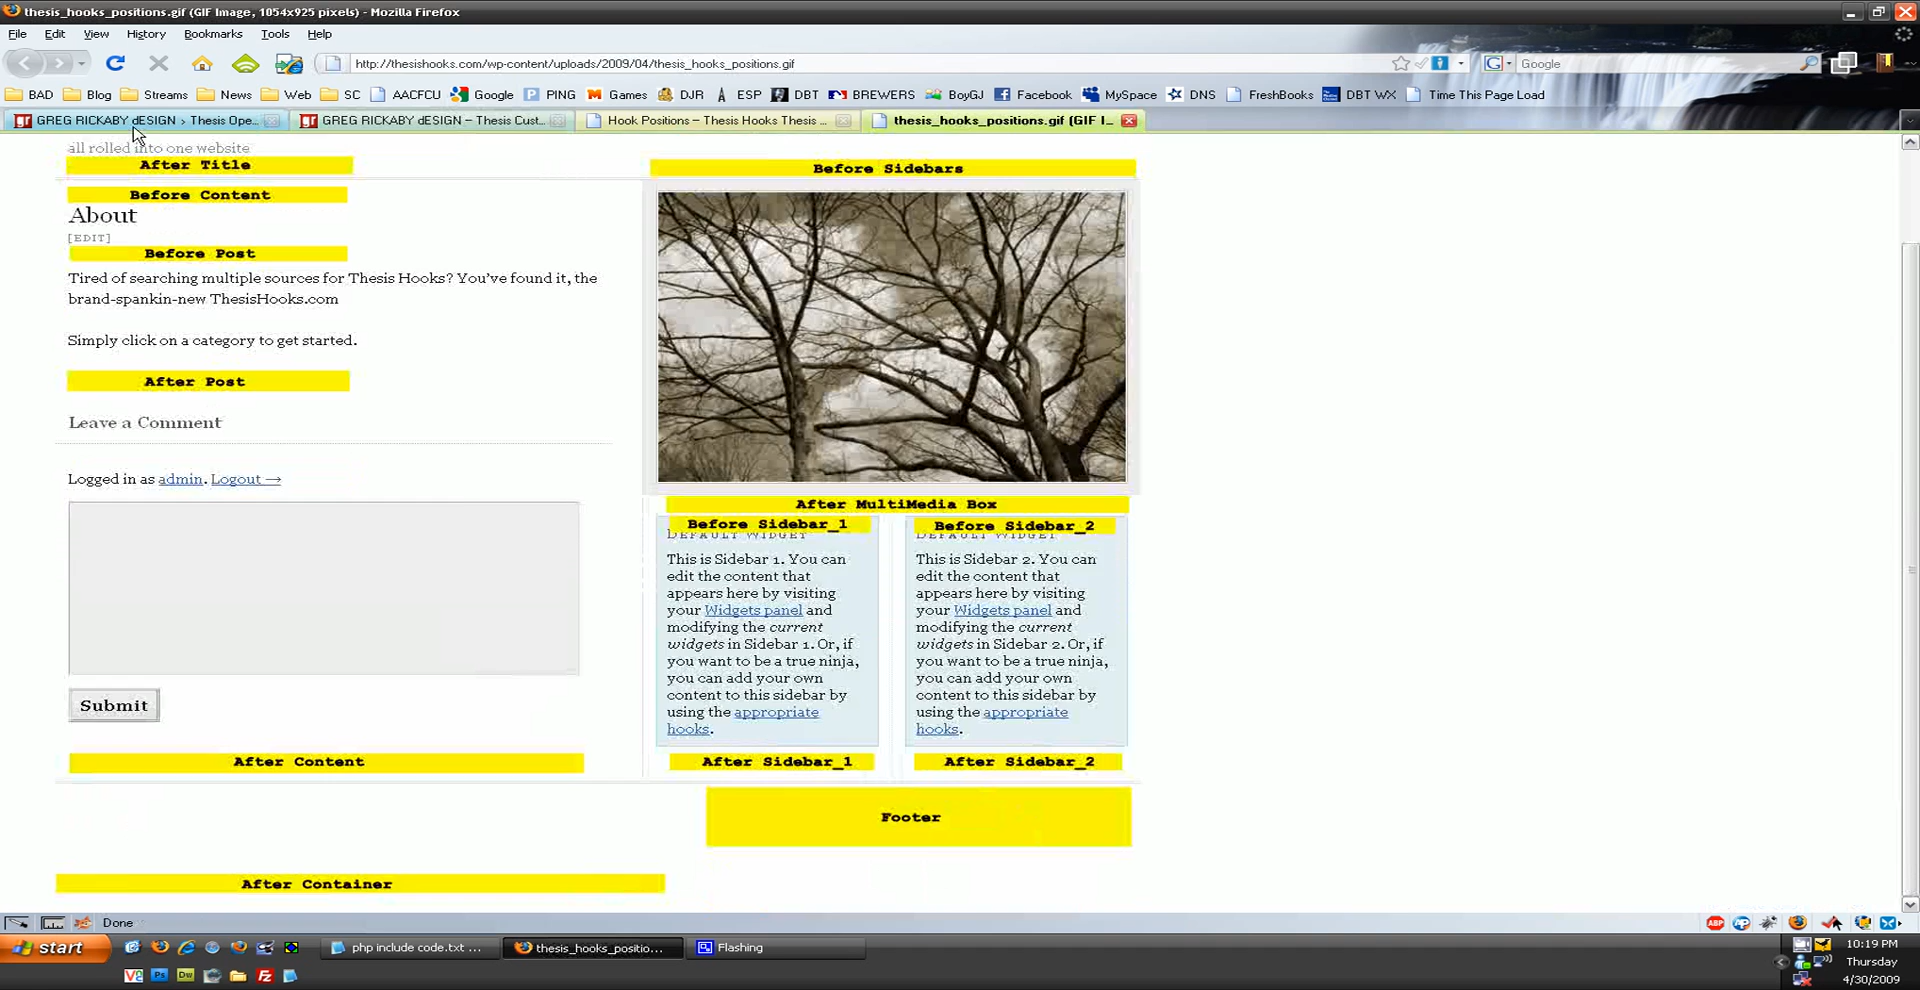 thesis_hooks_positions.gif (GIF Image, 1054x925 pixels) - Mozilla Firefox
File Edit View History Bookmarks Tools Help
http://thesishooks.com/wp-content/uploads/2009/04/thesis_hooks_positions.gif
Google
BAD Blog Streams News Web SC AACFCU Google PING Games DJR ESP DBT BREWERS BoyGJ Facebook MySpace DNS FreshBooks DBT WX Time This Page Load
GREG RICKABY dESIGN › Thesis Ope...
GREG RICKABY dESIGN – Thesis Cust...
Hook Positions – Thesis Hooks Thesis ...
thesis_hooks_positions.gif (GIF I...
all rolled into one website
After Title
Before Sidebars
Before Content
About
[EDIT]
Before Post
Tired of searching multiple sources for Thesis Hooks? You've found it, the
brand-spankin-new ThesisHooks.com
Simply click on a category to get started.
After Post
Leave a Comment
Logged in as admin. Logout →
Submit
After Content
After MultiMedia Box
Before Sidebar_1
DEFAULT WIDGET
This is Sidebar 1. You can
edit the content that
appears here by visiting
your Widgets panel and
modifying the current
widgets in Sidebar 1. Or, if
you want to be a true ninja,
you can add your own
content to this sidebar by
using the appropriate
hooks.
After Sidebar_1
Before Sidebar_2
DEFAULT WIDGET
This is Sidebar 2. You can
edit the content that
appears here by visiting
your Widgets panel and
modifying the current
widgets in Sidebar 2. Or, if
you want to be a true ninja,
you can add your own
content to this sidebar by
using the appropriate
hooks.
After Sidebar_2
Footer
After Container
Done
ABP
start
php include code.txt ...
thesis_hooks_positio...
Flashing
10:19 PM
Thursday
4/30/2009